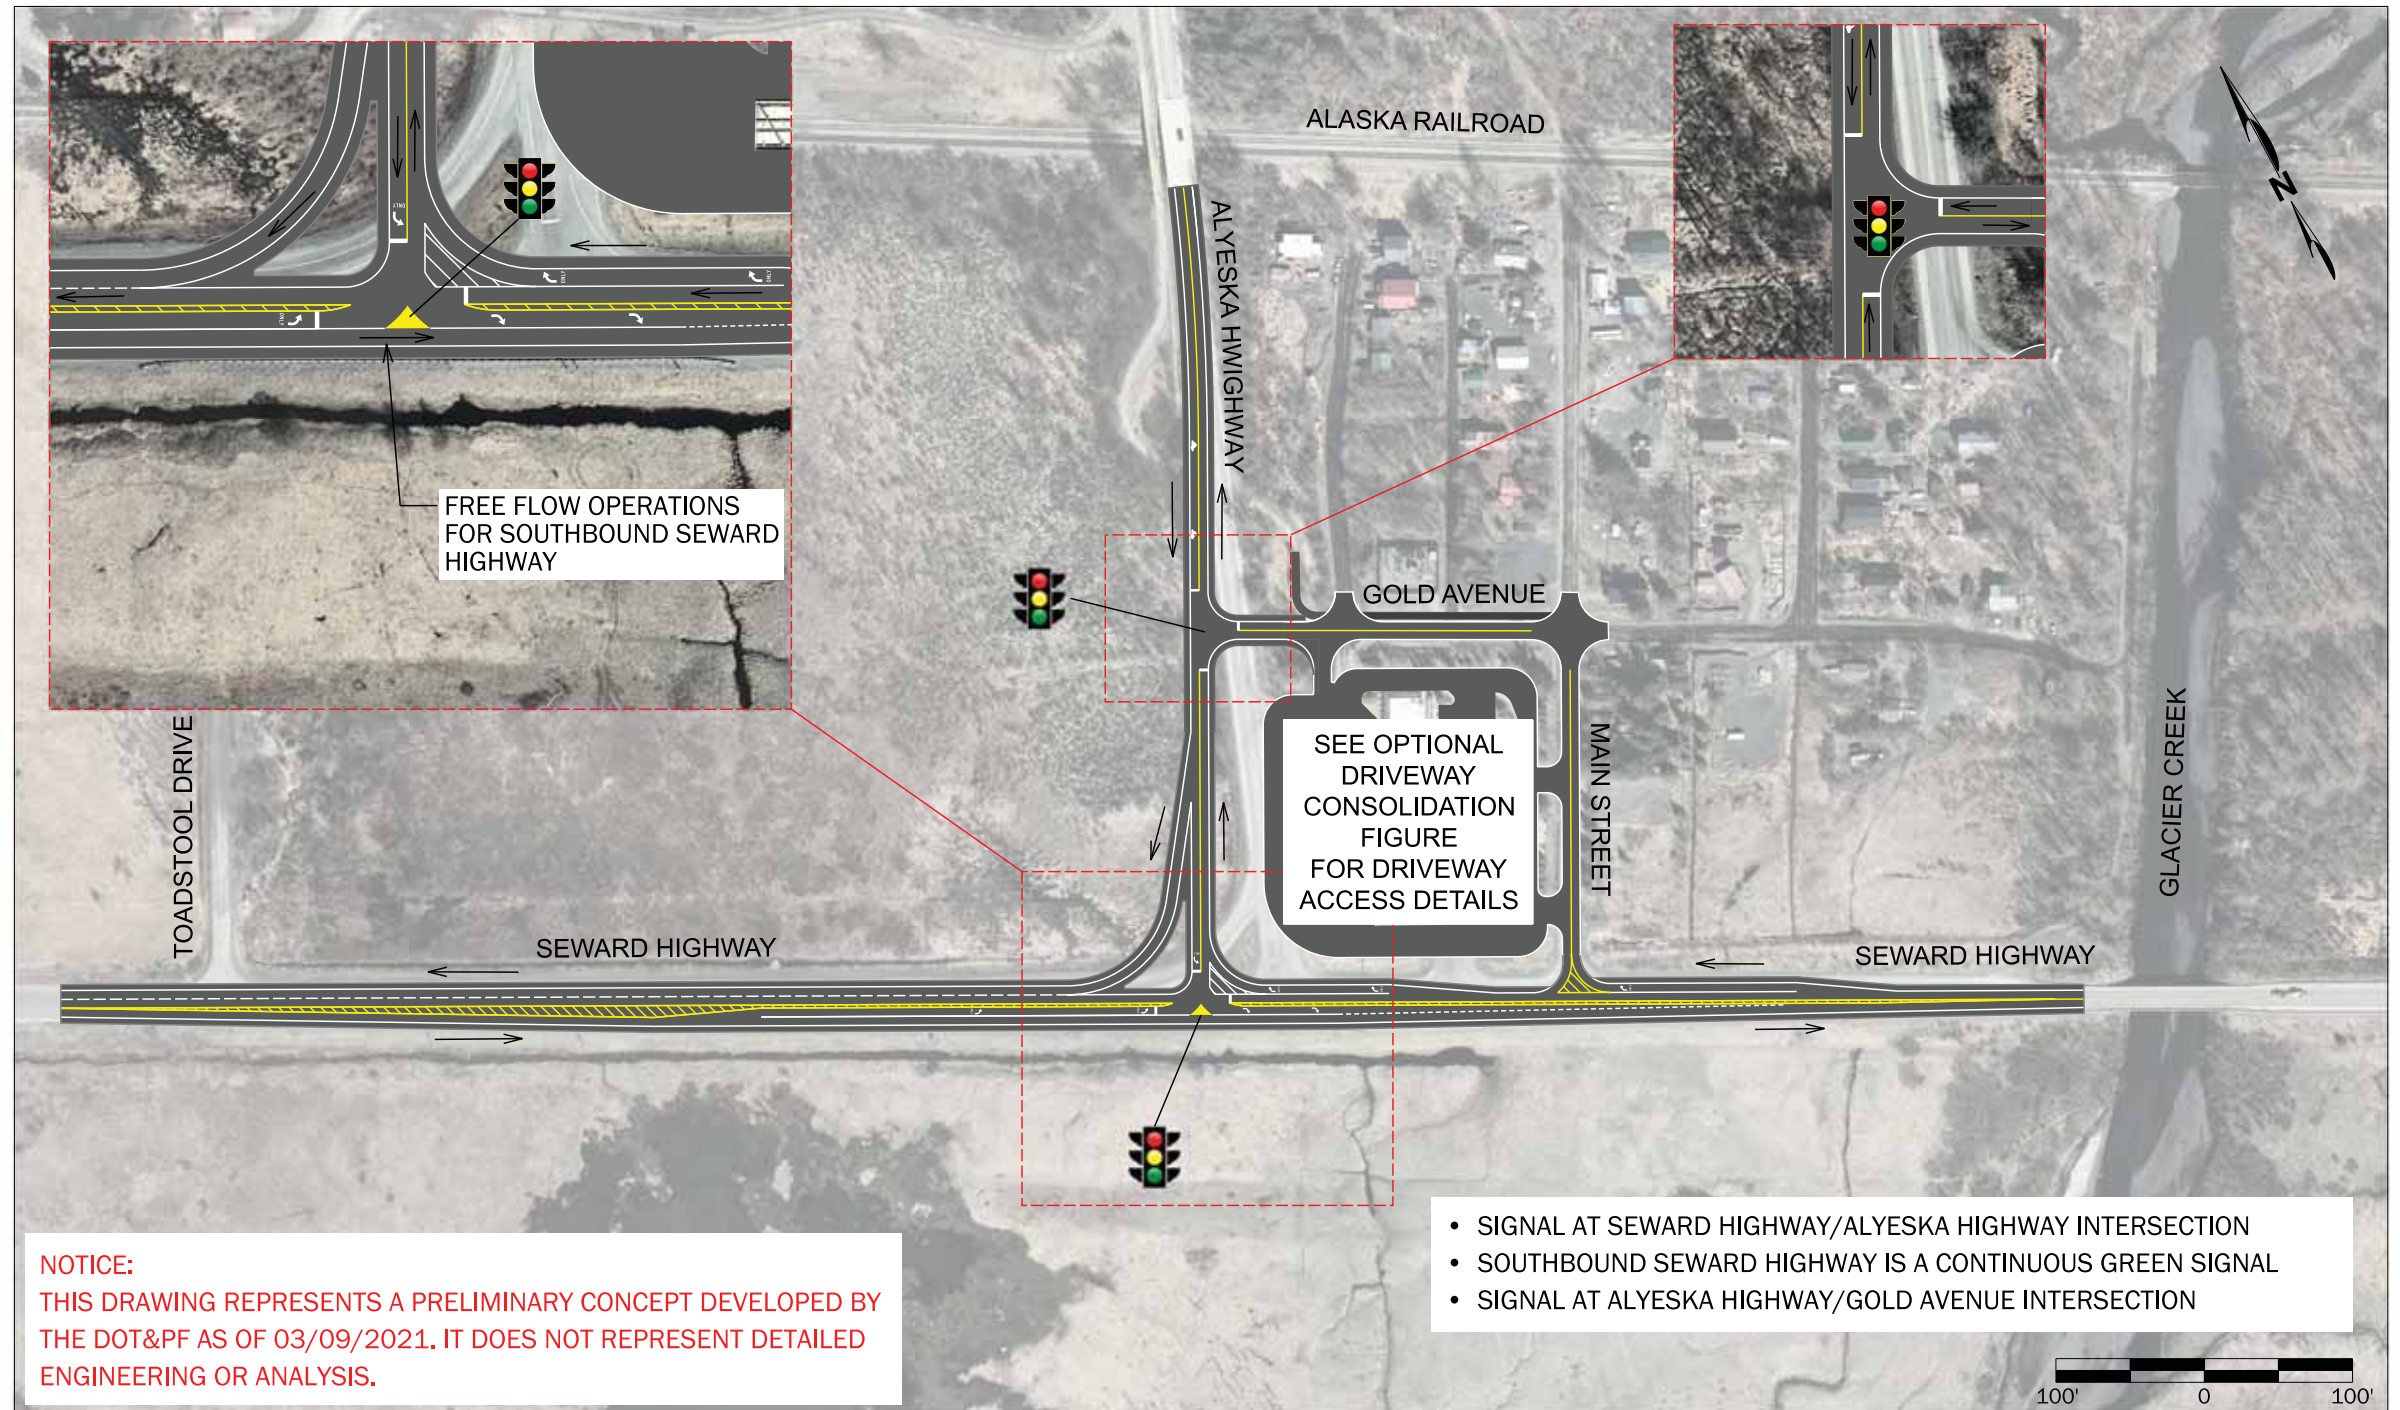 ALASKA RAILROAD
N
ALYESKA HWIGHWAY
ONLY
ONLY
ONLY
ONLY
FREE FLOW OPERATIONS
FOR SOUTHBOUND SEWARD
HIGHWAY
GOLD AVENUE
TOADSTOOL DRIVE
SEE OPTIONAL
DRIVEWAY
CONSOLIDATION
FIGURE
FOR DRIVEWAY
ACCESS DETAILS
MAIN STREET
GLACIER CREEK
SEWARD HIGHWAY
SEWARD HIGHWAY
• SIGNAL AT SEWARD HIGHWAY/ALYESKA HIGHWAY INTERSECTION
• SOUTHBOUND SEWARD HIGHWAY IS A CONTINUOUS GREEN SIGNAL
• SIGNAL AT ALYESKA HIGHWAY/GOLD AVENUE INTERSECTION
NOTICE:
THIS DRAWING REPRESENTS A PRELIMINARY CONCEPT DEVELOPED BY
THE DOT&PF AS OF 03/09/2021. IT DOES NOT REPRESENT DETAILED
ENGINEERING OR ANALYSIS.
100' 0 100'